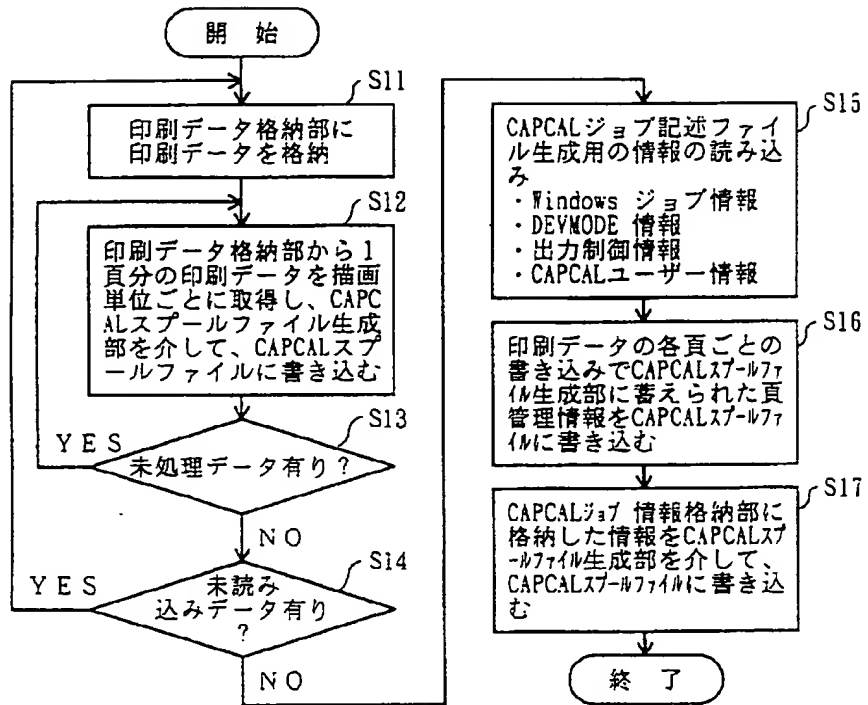 開 始
S11
印刷データ格納部に
印刷データを格納
S12
印刷データ格納部から1
頁分の印刷データを描画
単位ごとに取得し、CAPC
ALスプールファイル生成
部を介して、CAPCALスプ
ールファイルに書き込む
S13
YES
未処理データ有り?
NO
S14
YES
未読み
込みデータ有り
?
NO
S15
CAPCALジョブ記述ファ
イル生成用の情報の読み込
み
・Windows ジョブ情報
・DEVMODE 情報
・出力制御情報
・CAPCALユーザー情報
S16
印刷データの各頁ごとの
書き込みでCAPCALスプールファ
イル生成部に蓄えられた頁
管理情報をCAPCALスプールファ
イルに書き込む
S17
CAPCALジョブ 情報格納部に
格納した情報をCAPCALスプ
ールファイル生成部を介して、
CAPCALスプールファイルに書き込
む
終 了